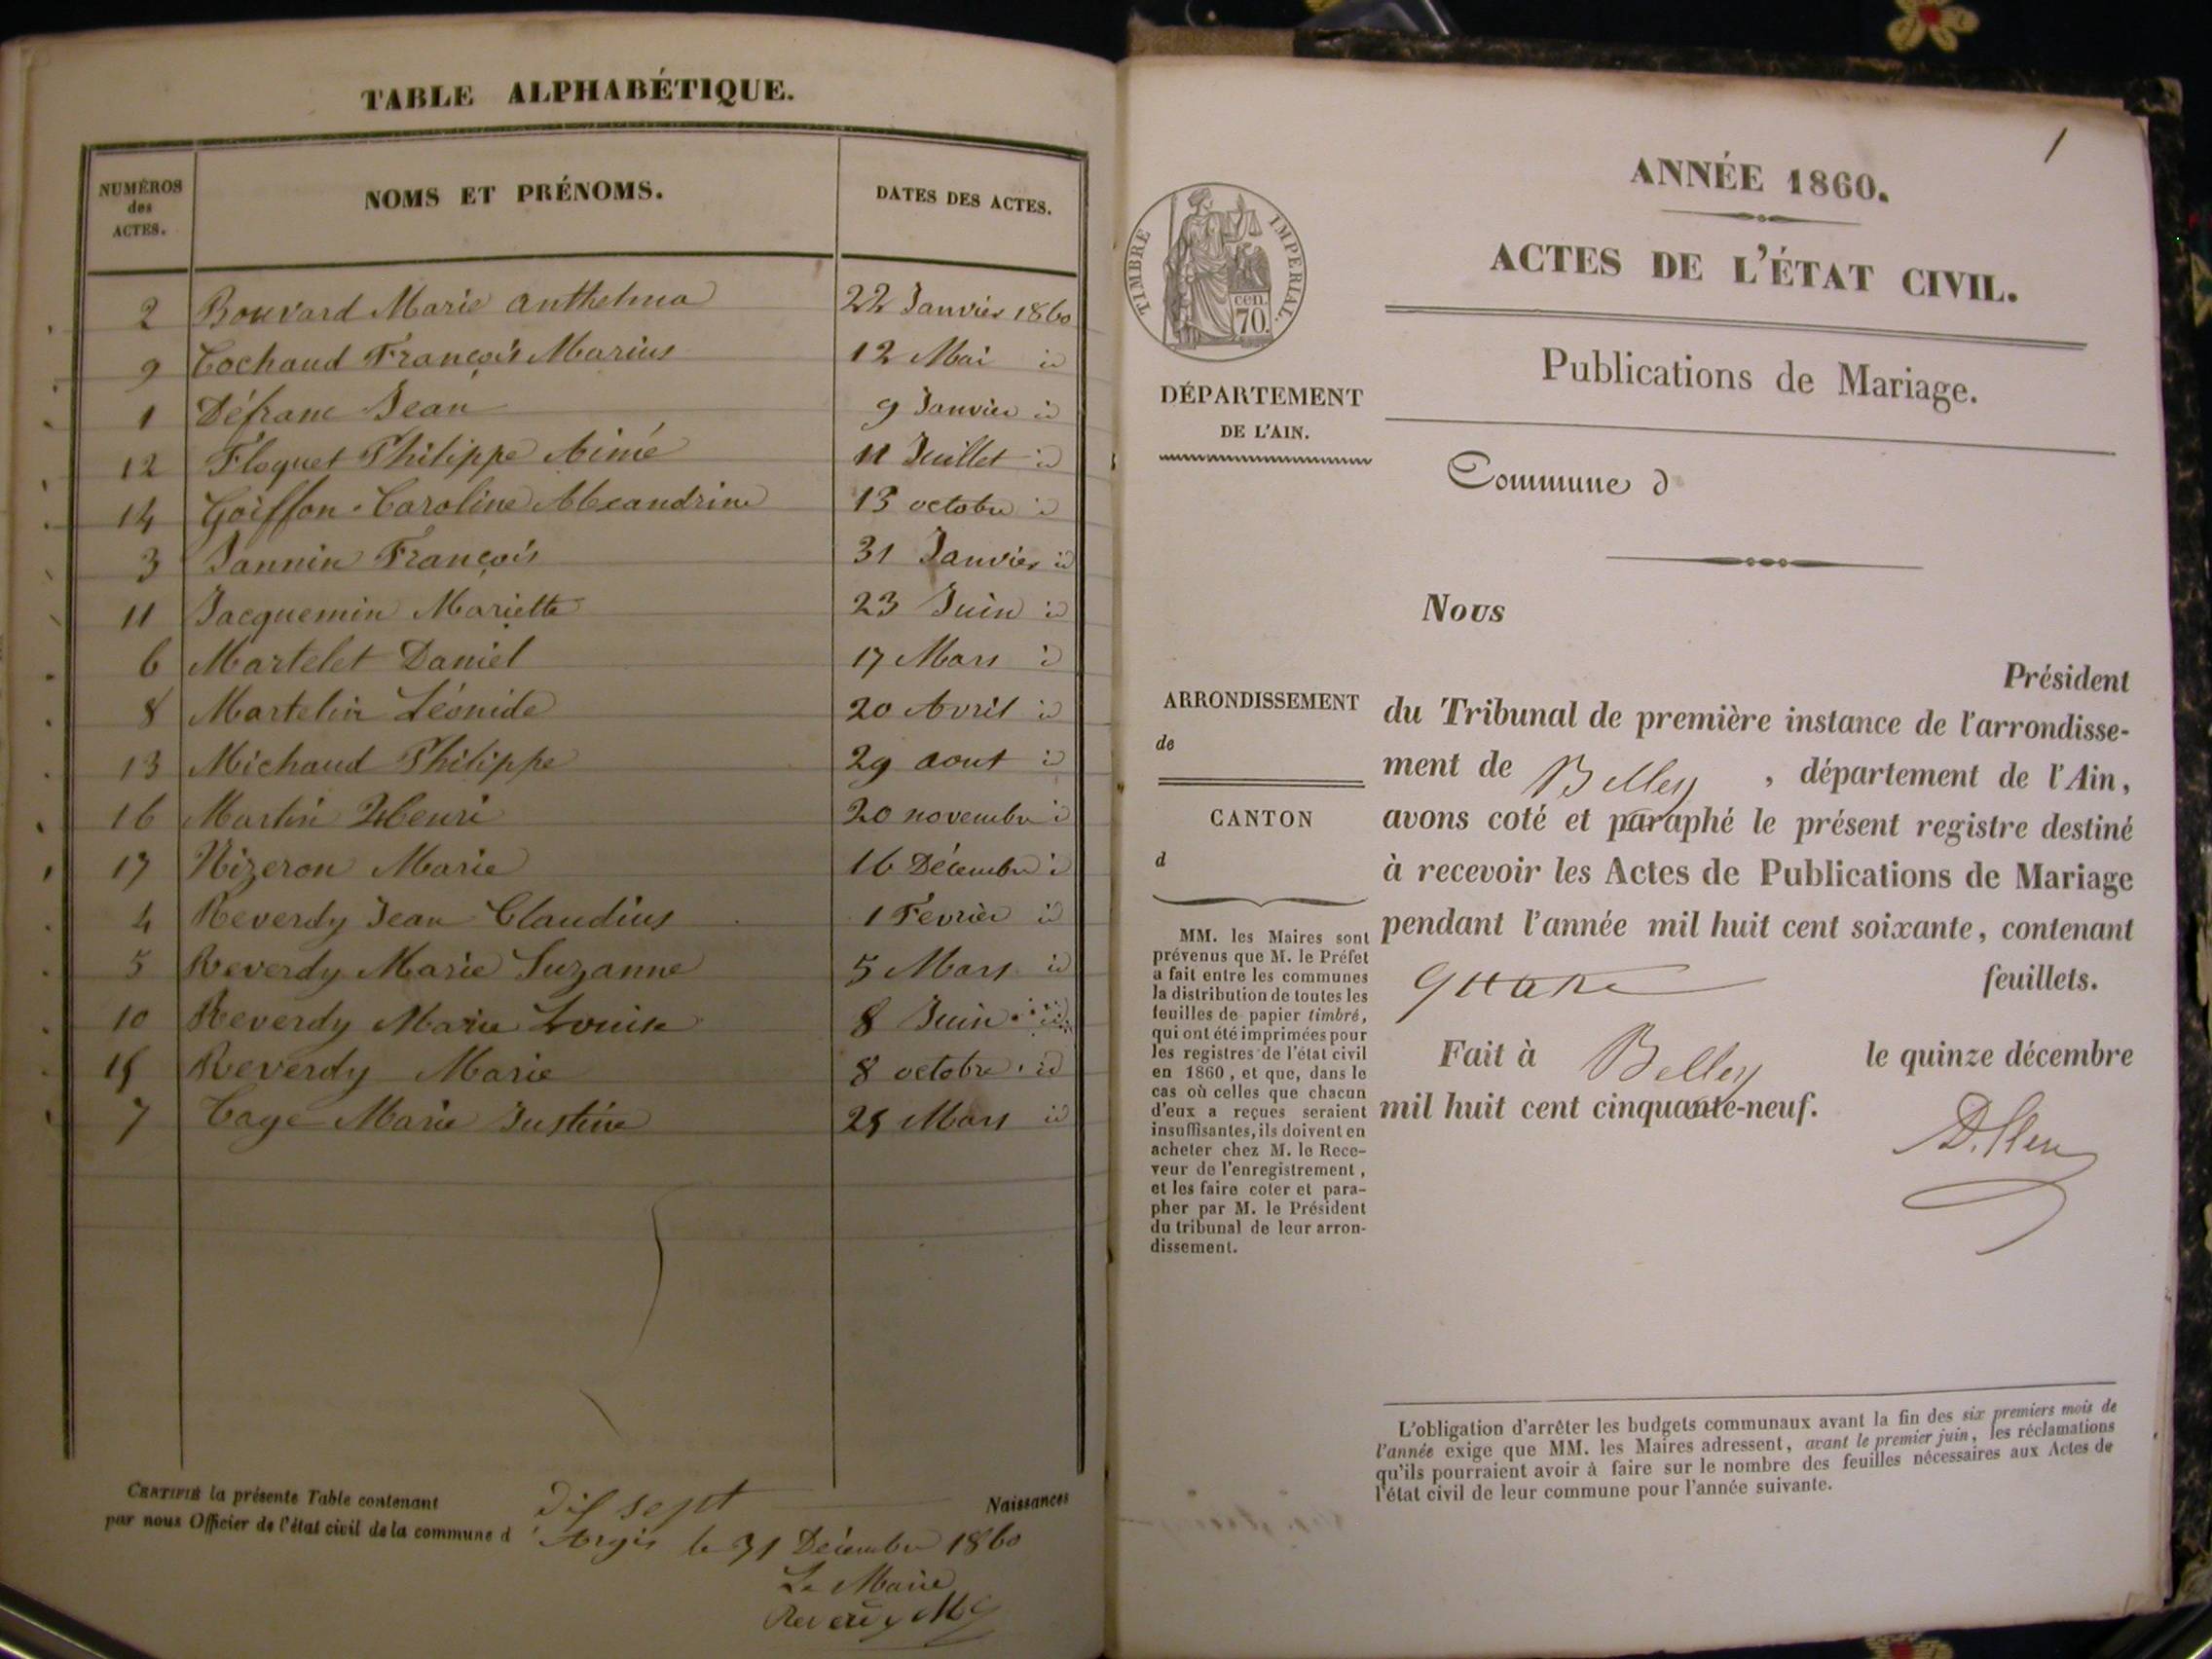 TABLE ALPHABÉTIQUE.
NUMÉROS des ACTES.
NOMS ET PRÉNOMS.
DATES DES ACTES.
2 Bouvard Marie Anthelma 22 Janvier 1860
9 Cochaud François Marius 12 Mai id
1 Défranc Jean 9 Janvier id
12 Floquet Philippe Aimé 11 Juillet id
14 Goiffon Caroline Alexandrine 13 octobre id
3 Jannin François 31 Janvier id
11 Jacquemin Mariette 23 Juin id
6 Martelet Daniel 17 Mars id
8 Martelin Léonide 20 Avril id
13 Michaud Philippe 29 aout id
16 Martin Henri 20 novembre id
17 Nizeron Marie 16 Décembre id
4 Reverdy Jean Claudius 1 Février id
5 Reverdy Marie Suzanne 5 Mars id
10 Reverdy Marie Louise 8 Juin id
15 Reverdy Marie 8 octobre id
7 Cage Marie Justine 25 Mars id
CERTIFIÉ la présente Table contenant Dix sept Naissances
par nous Officier de l'état civil de la commune d'Argis le 31 Décembre 1860
Le Maire
Reverdy
1
ANNÉE 1860.
ACTES DE L'ÉTAT CIVIL.
Publications de Mariage.
TIMBRE IMPÉRIAL.
cen.
70.
DÉPARTEMENT
DE L'AIN.
Commune d
ARRONDISSEMENT
de
CANTON
d
MM. les Maires sont
prévenus que M. le Préfet
a fait entre les communes
la distribution de toutes les
feuilles de papier timbré,
qui ont été imprimées pour
les registres de l'état civil
en 1860, et que, dans le
cas où celles que chacun
d'eux a reçues seraient
insuffisantes, ils doivent en
acheter chez M. le Rece-
veur de l'enregistrement,
et les faire coter et para-
pher par M. le Président
du tribunal de leur arron-
dissement.
Nous
Président
du Tribunal de première instance de l'arrondisse-
ment de Belley, département de l'Ain,
avons coté et paraphé le présent registre destiné
à recevoir les Actes de Publications de Mariage
pendant l'année mil huit cent soixante, contenant
quatre feuillets.
Fait à Belley le quinze décembre
mil huit cent cinquante-neuf.
L'obligation d'arrêter les budgets communaux avant la fin des six premiers mois de
l'année exige que MM. les Maires adressent, avant le premier juin, les réclamations
qu'ils pourraient avoir à faire sur le nombre des feuilles nécessaires aux Actes de
l'état civil de leur commune pour l'année suivante.